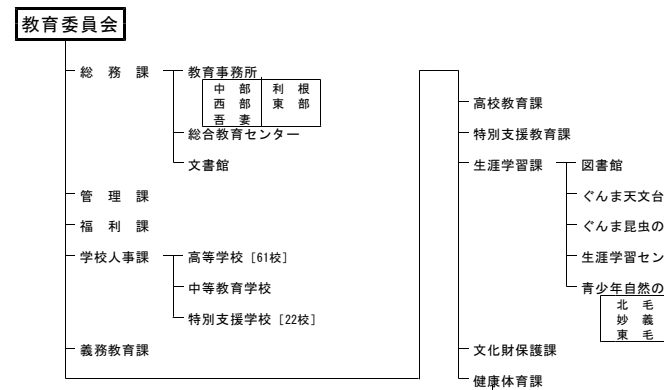 教育委員会
総 務 課
教育事務所
中 部 利 根
西 部 東 部
吾 妻
総合教育センター
文書館
管 理 課
福 利 課
学校人事課
高等学校 [61校]
中等教育学校
特別支援学校 [22校]
義務教育課
高校教育課
特別支援教育課
生涯学習課
図書館
ぐんま天文台
ぐんま昆虫の
生涯学習セン
青少年自然の
北 毛
妙 義
東 毛
文化財保護課
健康体育課